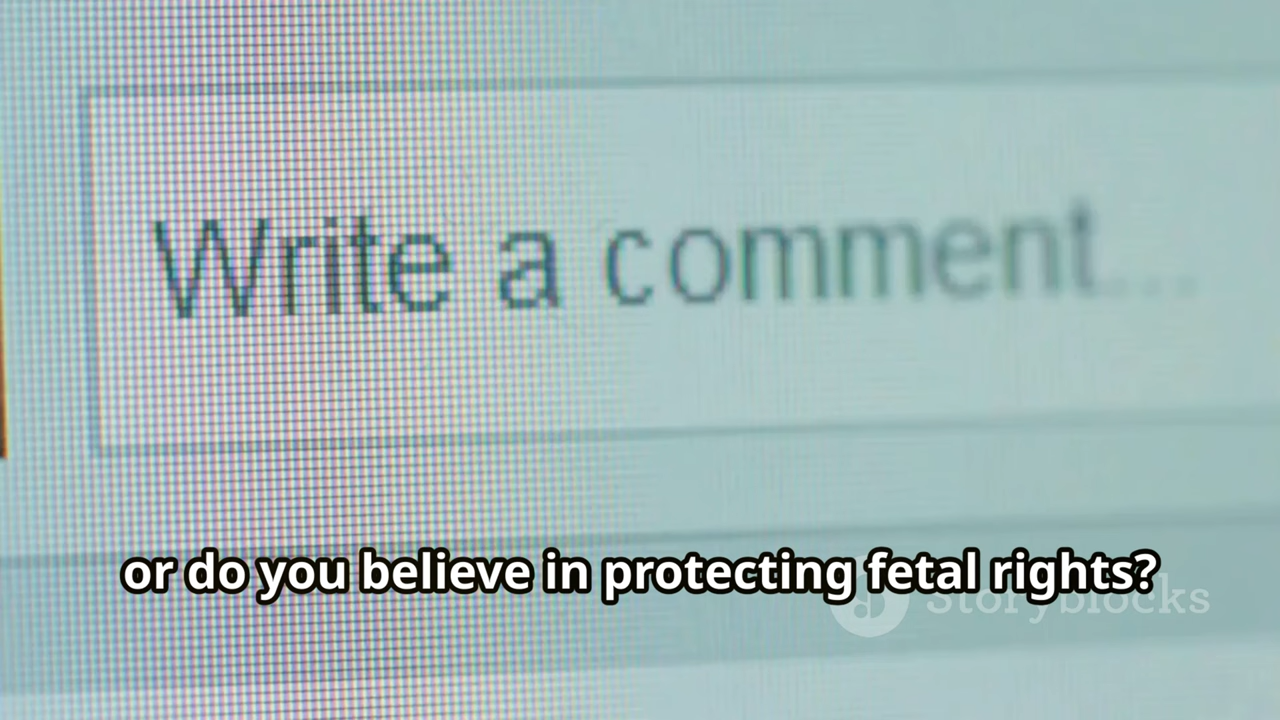 Write a comment...
or do you believe in protecting fetal rights?
Storyblocks